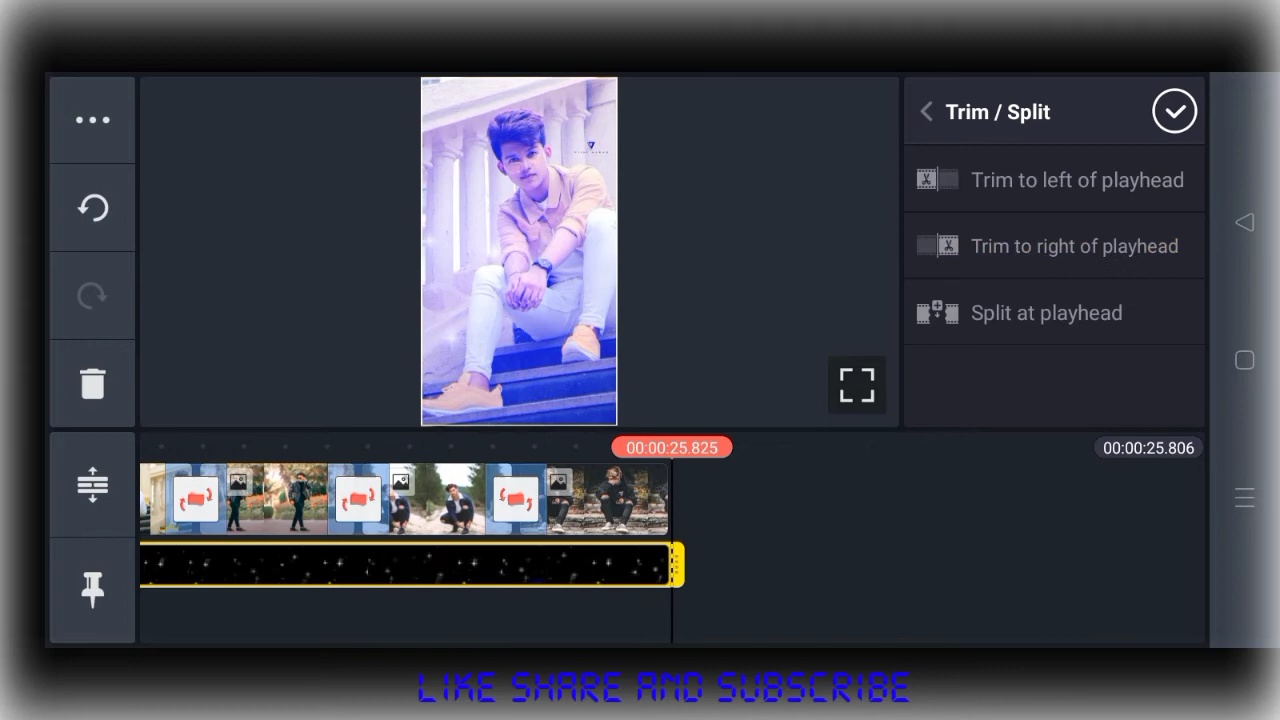 Trim / Split
Trim to left of playhead
Trim to right of playhead
Split at playhead
00:00:25.825
00:00:25.806
LIKE SHARE AND SUBSCRIBE